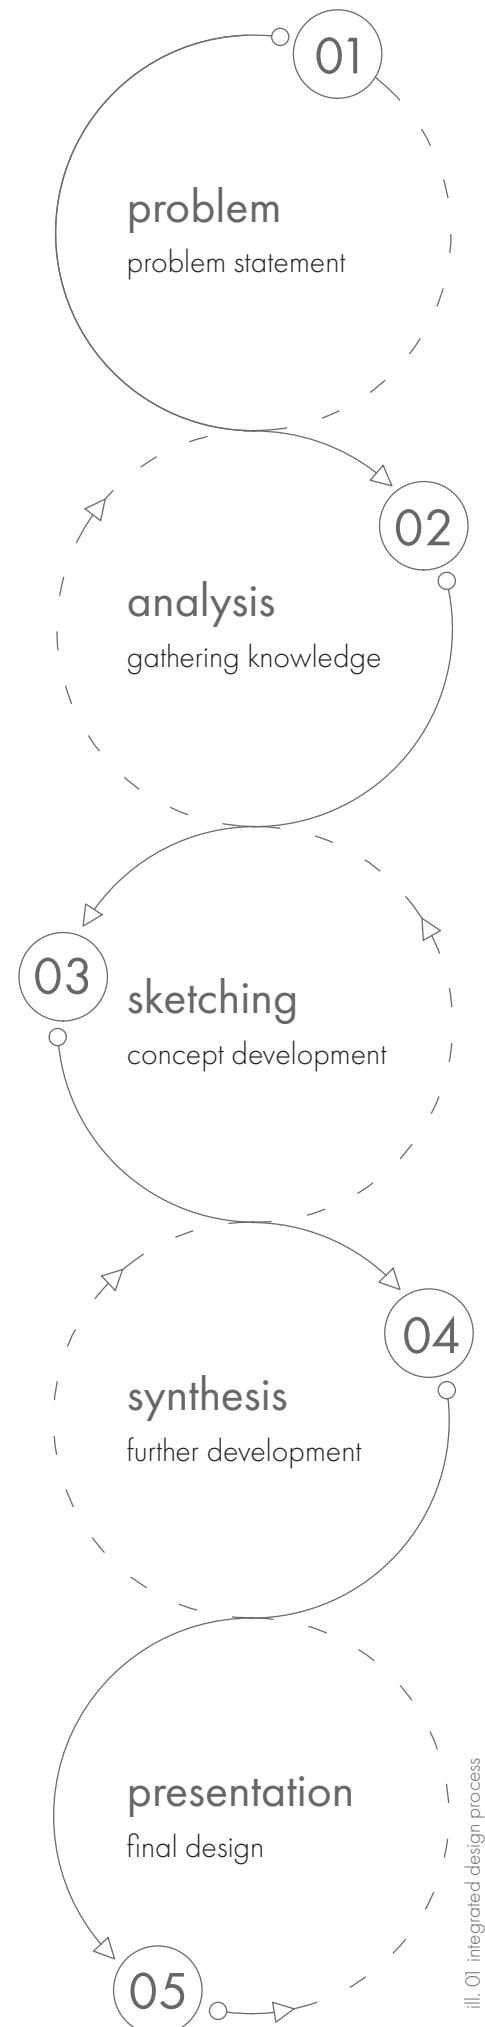 01
problem
problem statement
02
analysis
gathering knowledge
03
sketching
concept development
04
synthesis
further development
presentation
final design
05
ill. 01 integrated design process